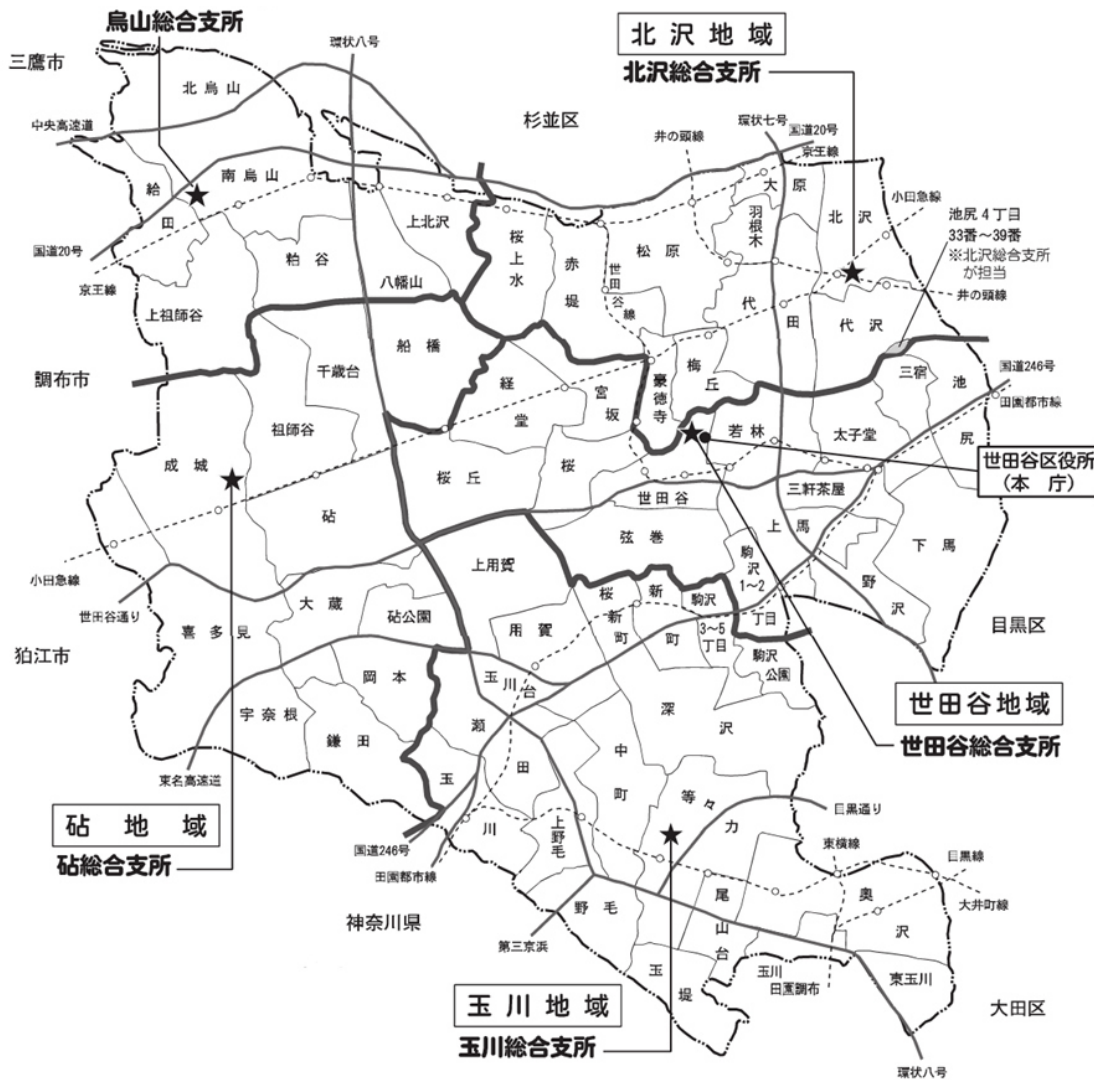 烏山総合支所
環状八号
北沢地域
北沢総合支所
三鷹市
北烏山
杉並区
中央高速道
井の頭線
環状七号
国道20号
京王線
給田
南烏山
上北沢
桜上水
赤堤
松原
羽根木
大原
北沢
小田急線
池尻4丁目
33番~39番
※北沢総合支所
が担当
国道20号
京王線
粕谷
八幡山
世田谷線
代田
代沢
井の頭線
上祖師谷
調布市
船橋
千歳台
経堂
宮坂
豪徳寺
梅丘
三宿
池尻
国道246号
田園都市線
祖師谷
若林
太子堂
世田谷区役所
(本庁)
成城
桜丘
桜
世田谷
三軒茶屋
砧
弦巻
上馬
下馬
小田急線
世田谷通り
上用賀
駒沢
1~2
丁目
野沢
大蔵
砧公園
用賀
桜新町
新町
駒沢
3~5
丁目
目黒区
喜多見
狛江市
岡本
玉川台
駒沢
公園
宇奈根
鎌田
瀬田
深沢
世田谷地域
世田谷総合支所
東名高速道
玉川
中町
等々力
目黒通り
砧地域
砧総合支所
上野毛
国道246号
田園都市線
東横線
目黒線
大井町線
神奈川県
野毛
尾山台
奥沢
第三京浜
玉堤
玉川
田園調布
東玉川
玉川地域
玉川総合支所
大田区
環状八号